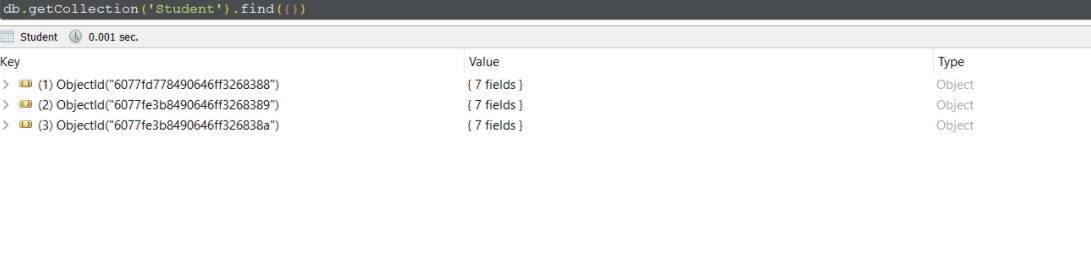 db.getCollection('Student').find({})
Student 0.001 sec.
Key Value Type
(1) ObjectId("6077fd778490646ff3268388") { 7 fields } Object
(2) ObjectId("6077fe3b8490646ff3268389") { 7 fields } Object
(3) ObjectId("6077fe3b8490646ff326838a") { 7 fields } Object